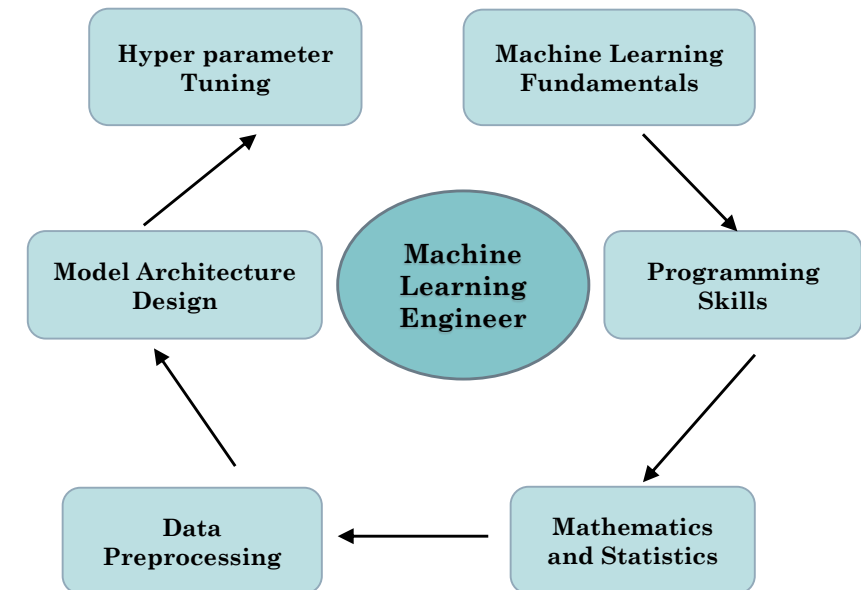 Hyper parameter
Tuning
Machine Learning
Fundamentals
Model Architecture
Design
Machine
Learning
Engineer
Programming
Skills
Data
Preprocessing
Mathematics
and Statistics